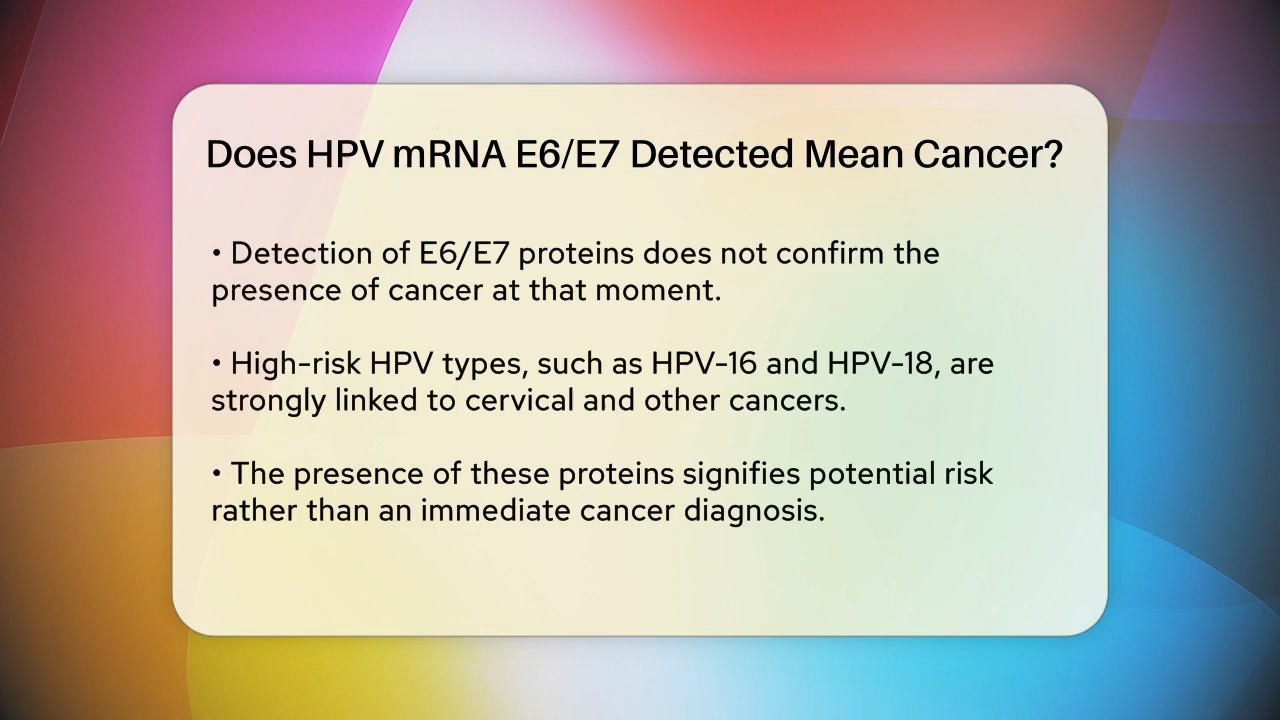 Does HPV mRNA E6/E7 Detected Mean Cancer?
• Detection of E6/E7 proteins does not confirm the
presence of cancer at that moment.
• High-risk HPV types, such as HPV-16 and HPV-18, are
strongly linked to cervical and other cancers.
• The presence of these proteins signifies potential risk
rather than an immediate cancer diagnosis.